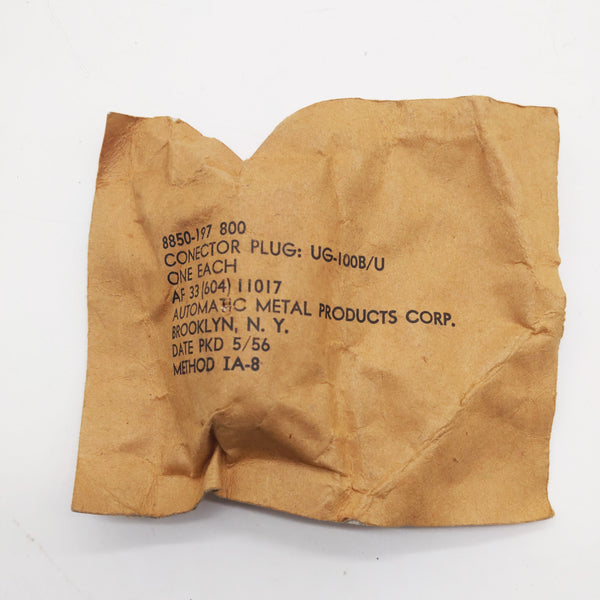 8850-197 800
CONECTOR PLUG: UG-100B/U
ONE EACH
AF 33(604) 11017
AUTOMATIC METAL PRODUCTS CORP.
BROOKLYN, N. Y.
DATE PKD 5/56
METHOD IA-8